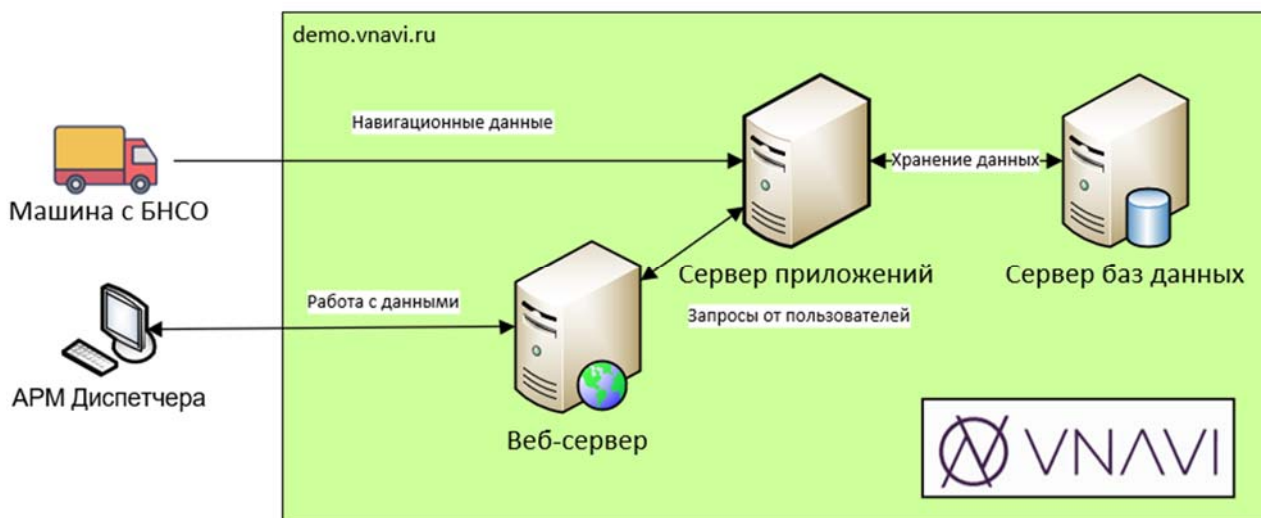 demo.vnavi.ru
Навигационные данные
Хранение данных
Машина с БНСО
Сервер приложений
Сервер баз данных
Работа с данными
Запросы от пользователей
АРМ Диспетчера
Веб-сервер
VNAVI